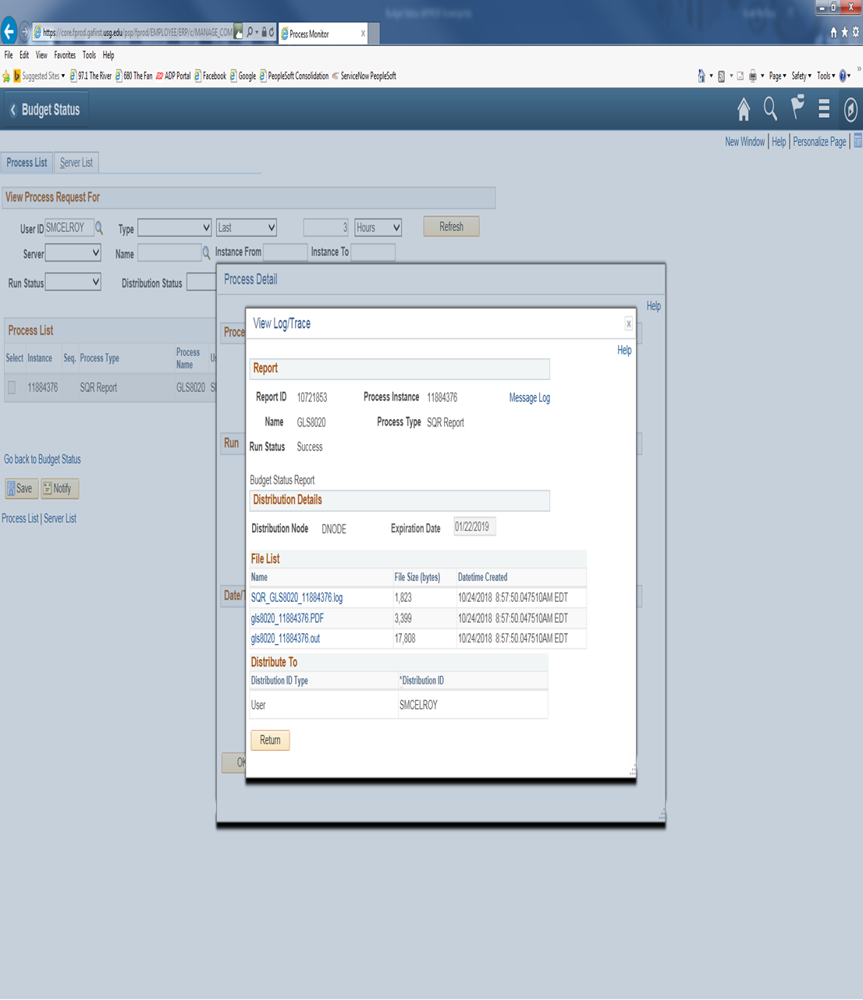 https://core.fprod.gafirst.usg.edu/psp/fprod/EMPLOYEE/ERP/c/MANAGE_COM
Process Monitor
x
File Edit View Favorites Tools Help
Suggested Sites 97.1 The River 680 The Fan ADP Portal Facebook Google PeopleSoft Consolidation ServiceNow PeopleSoft
Page Safety Tools
Budget Status
New Window | Help | Personalize Page |
Process List Server List
View Process Request For
User ID SMCELROY Type Last 3 Hours Refresh
Server Name Instance From Instance To
Run Status Distribution Status
Process Detail
Help
Process List
Select Instance Seq. Process Type Process Name Us
11884376 SQR Report GLS8020
Go back to Budget Status
Save Notify
Process List | Server List
Proce
Run
Date/T
OK
View Log/Trace
x
Help
Report
Report ID 10721853 Process Instance 11884376 Message Log
Name GLS8020 Process Type SQR Report
Run Status Success
Budget Status Report
Distribution Details
Distribution Node DNODE Expiration Date 01/22/2019
File List
Name File Size (bytes) Datetime Created
SQR_GLS8020_11884376.log 1,823 10/24/2018 8:57:50.047510AM EDT
gls8020_11884376.PDF 3,399 10/24/2018 8:57:50.047510AM EDT
gls8020_11884376.out 17,808 10/24/2018 8:57:50.047510AM EDT
Distribute To
Distribution ID Type *Distribution ID
User SMCELROY
Return